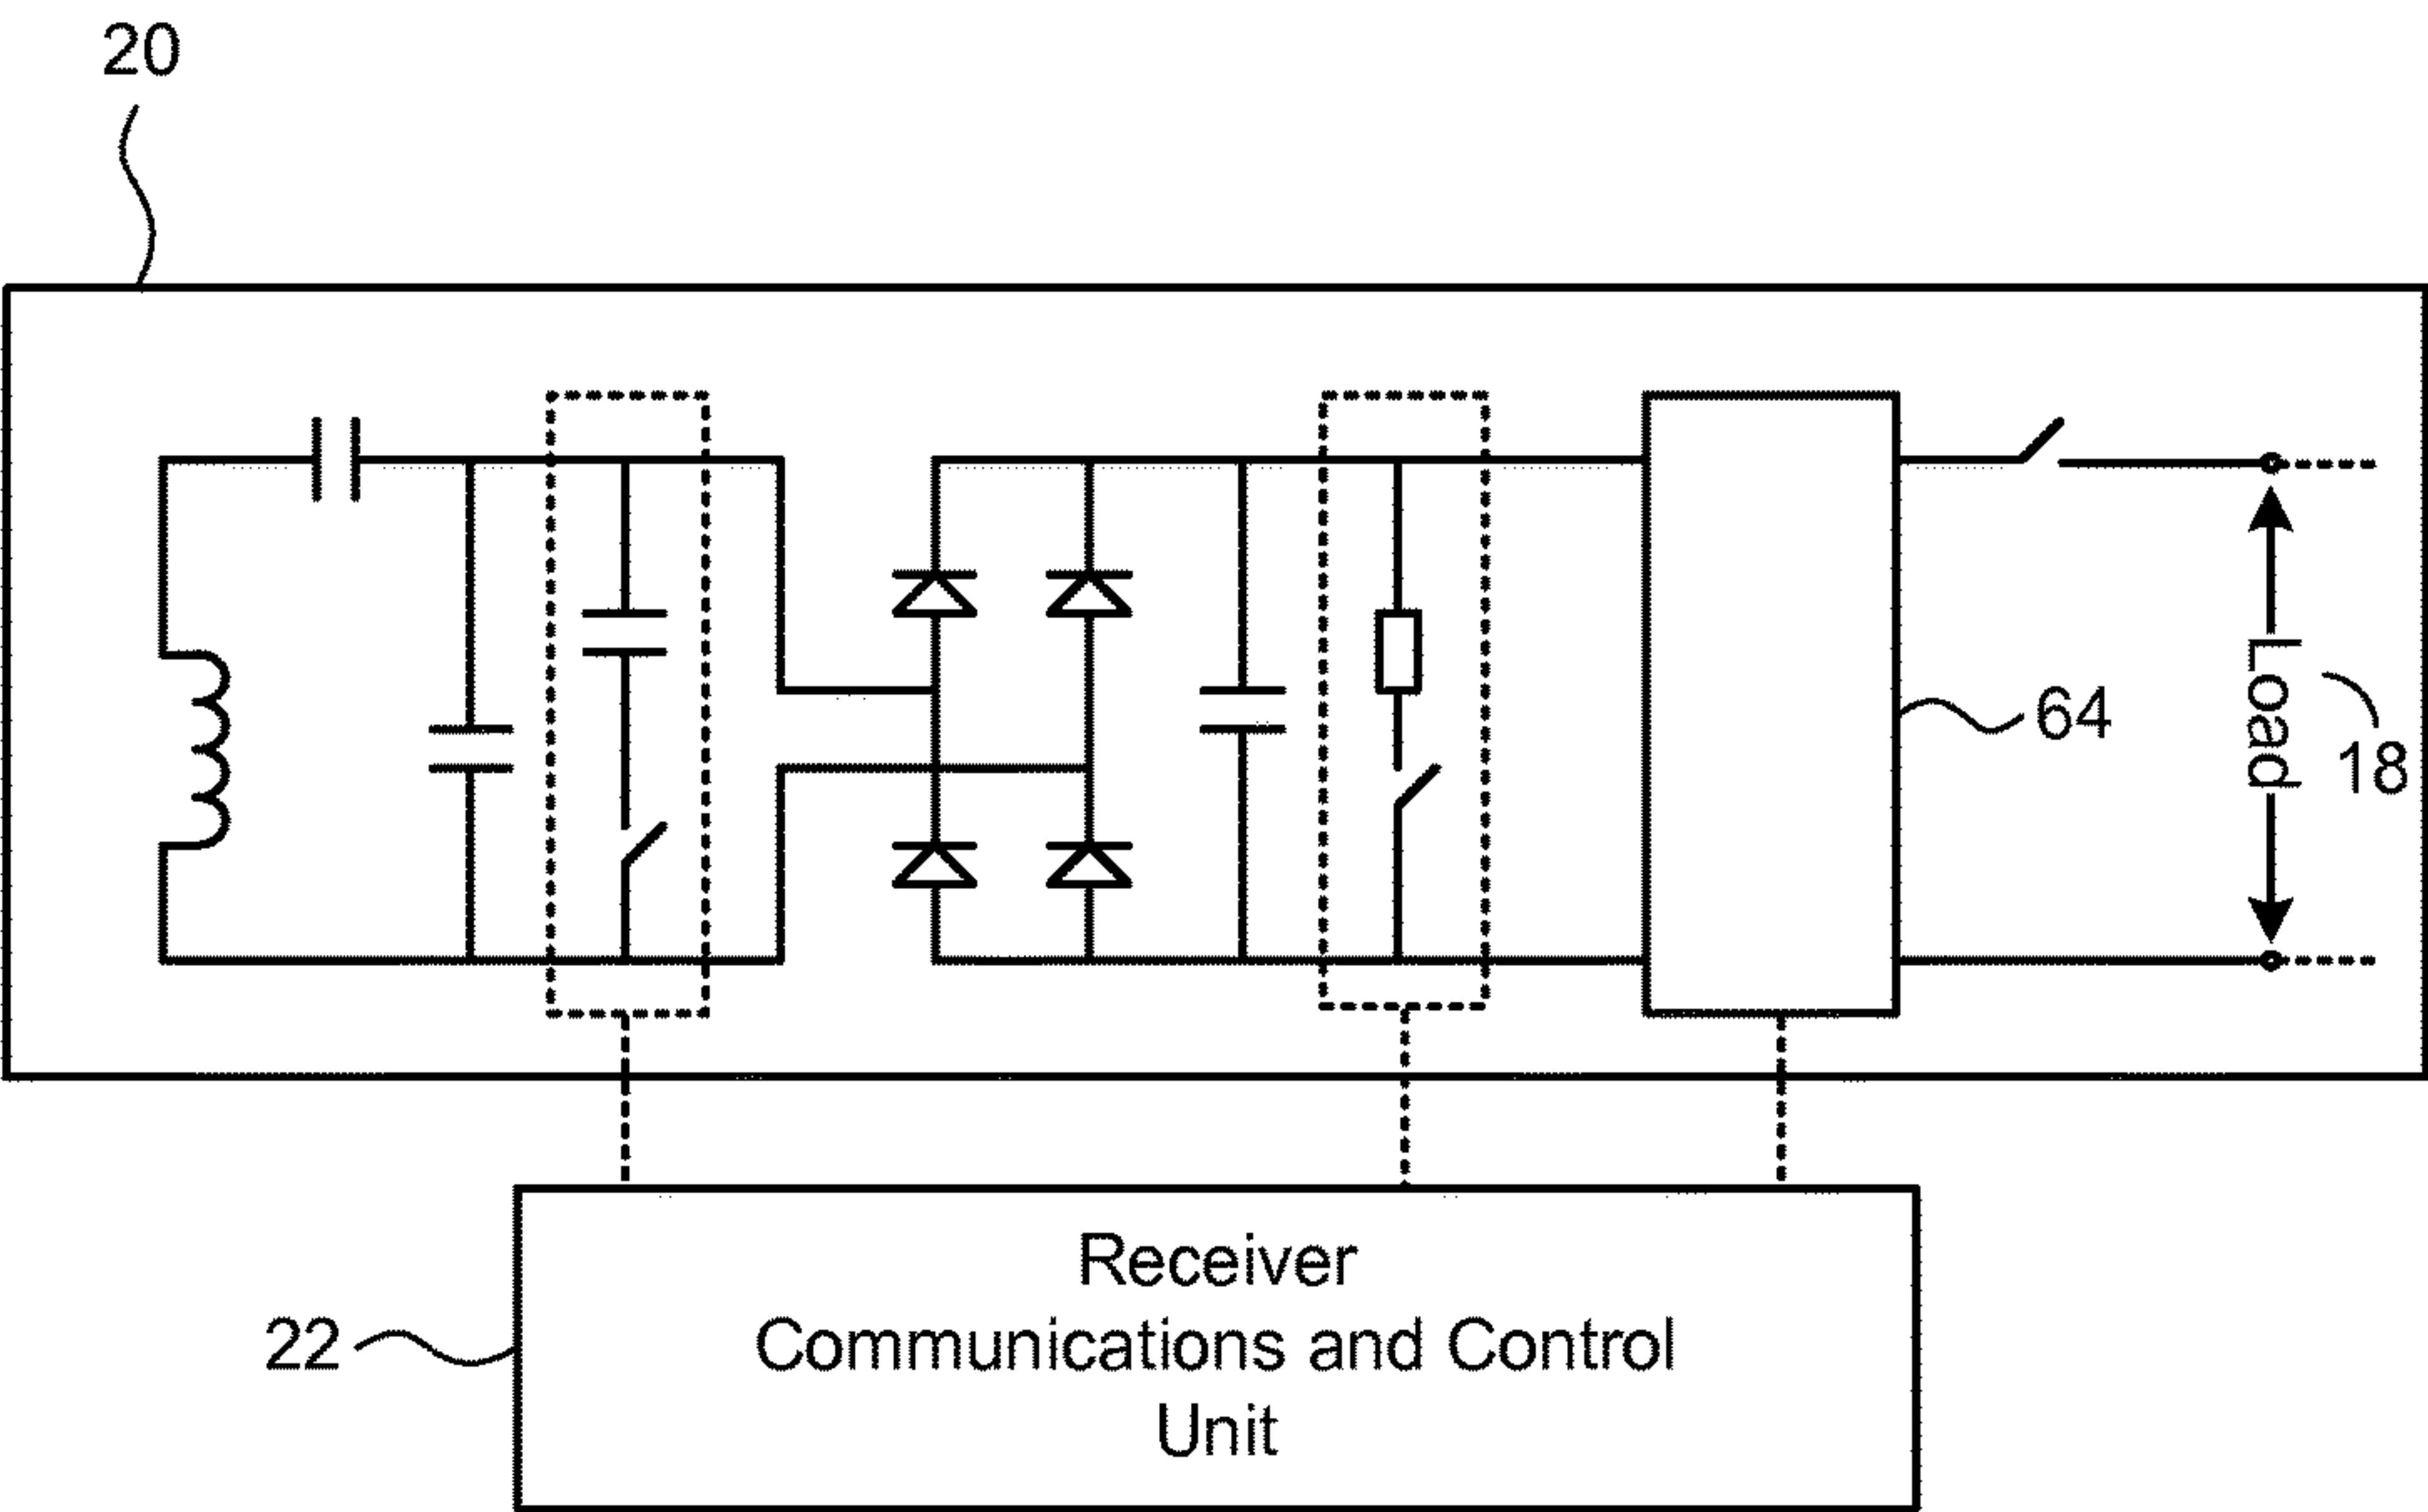 20
Load
64
18
22
Receiver
Communications and Control
Unit